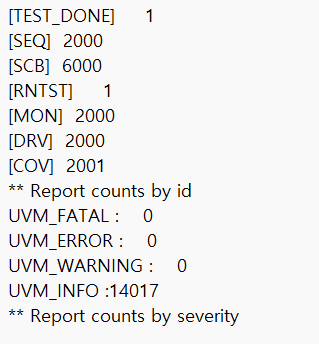 [TEST_DONE] 1
[SEQ] 2000
[SCB] 6000
[RNTST] 1
[MON] 2000
[DRV] 2000
[COV] 2001
** Report counts by id
UVM_FATAL : 0
UVM_ERROR : 0
UVM_WARNING : 0
UVM_INFO :14017
** Report counts by severity